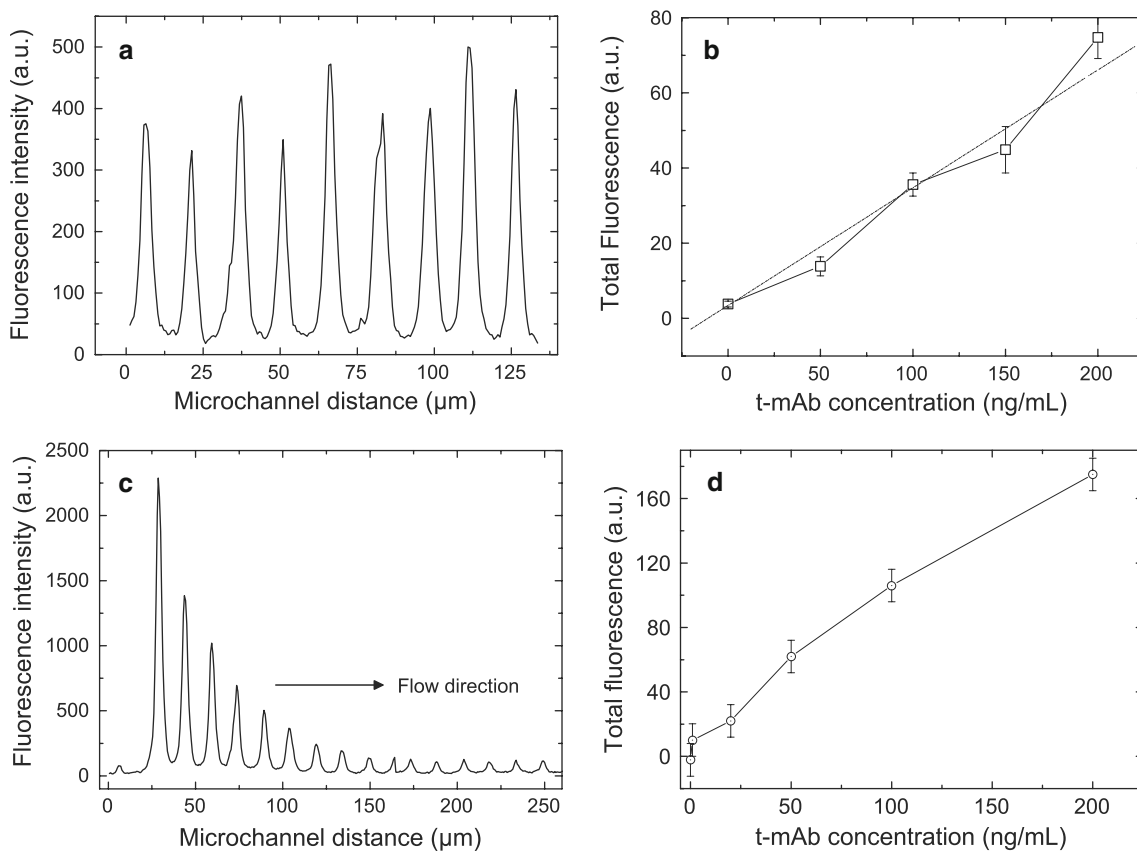 a
Fluorescence intensity (a.u.)
500
400
300
200
100
0
0 25 50 75 100 125
Microchannel distance (µm)
b
Total Fluorescence (a.u.)
80
60
40
20
0
0 50 100 150 200
t-mAb concentration (ng/mL)
c
Fluorescence intensity (a.u.)
2500
2000
1500
1000
500
0
Flow direction
0 50 100 150 200 250
Microchannel distance (µm)
d
Total fluorescence (a.u.)
160
120
80
40
0
0 50 100 150 200
t-mAb concentration (ng/mL)